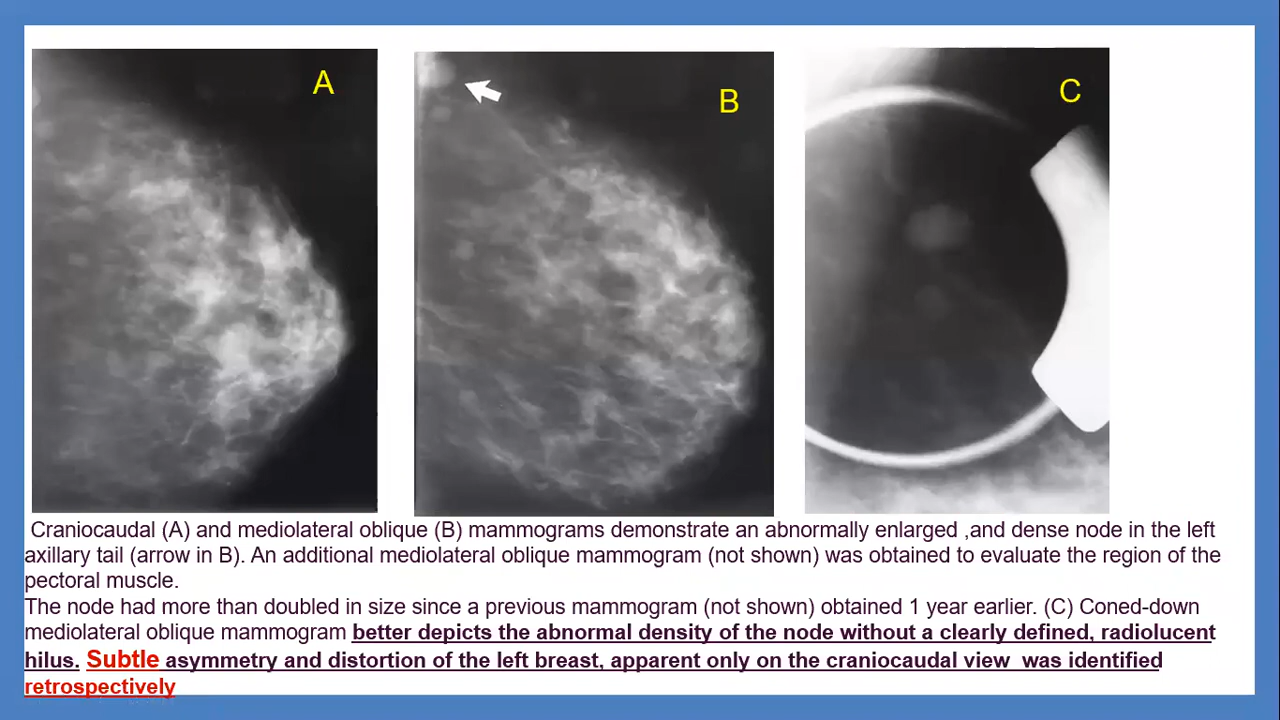 A
B
C
Craniocaudal (A) and mediolateral oblique (B) mammograms demonstrate an abnormally enlarged ,and dense node in the left
axillary tail (arrow in B). An additional mediolateral oblique mammogram (not shown) was obtained to evaluate the region of the
pectoral muscle.
The node had more than doubled in size since a previous mammogram (not shown) obtained 1 year earlier. (C) Coned-down
mediolateral oblique mammogram better depicts the abnormal density of the node without a clearly defined, radiolucent
hilus. Subtle asymmetry and distortion of the left breast, apparent only on the craniocaudal view was identified
retrospectively